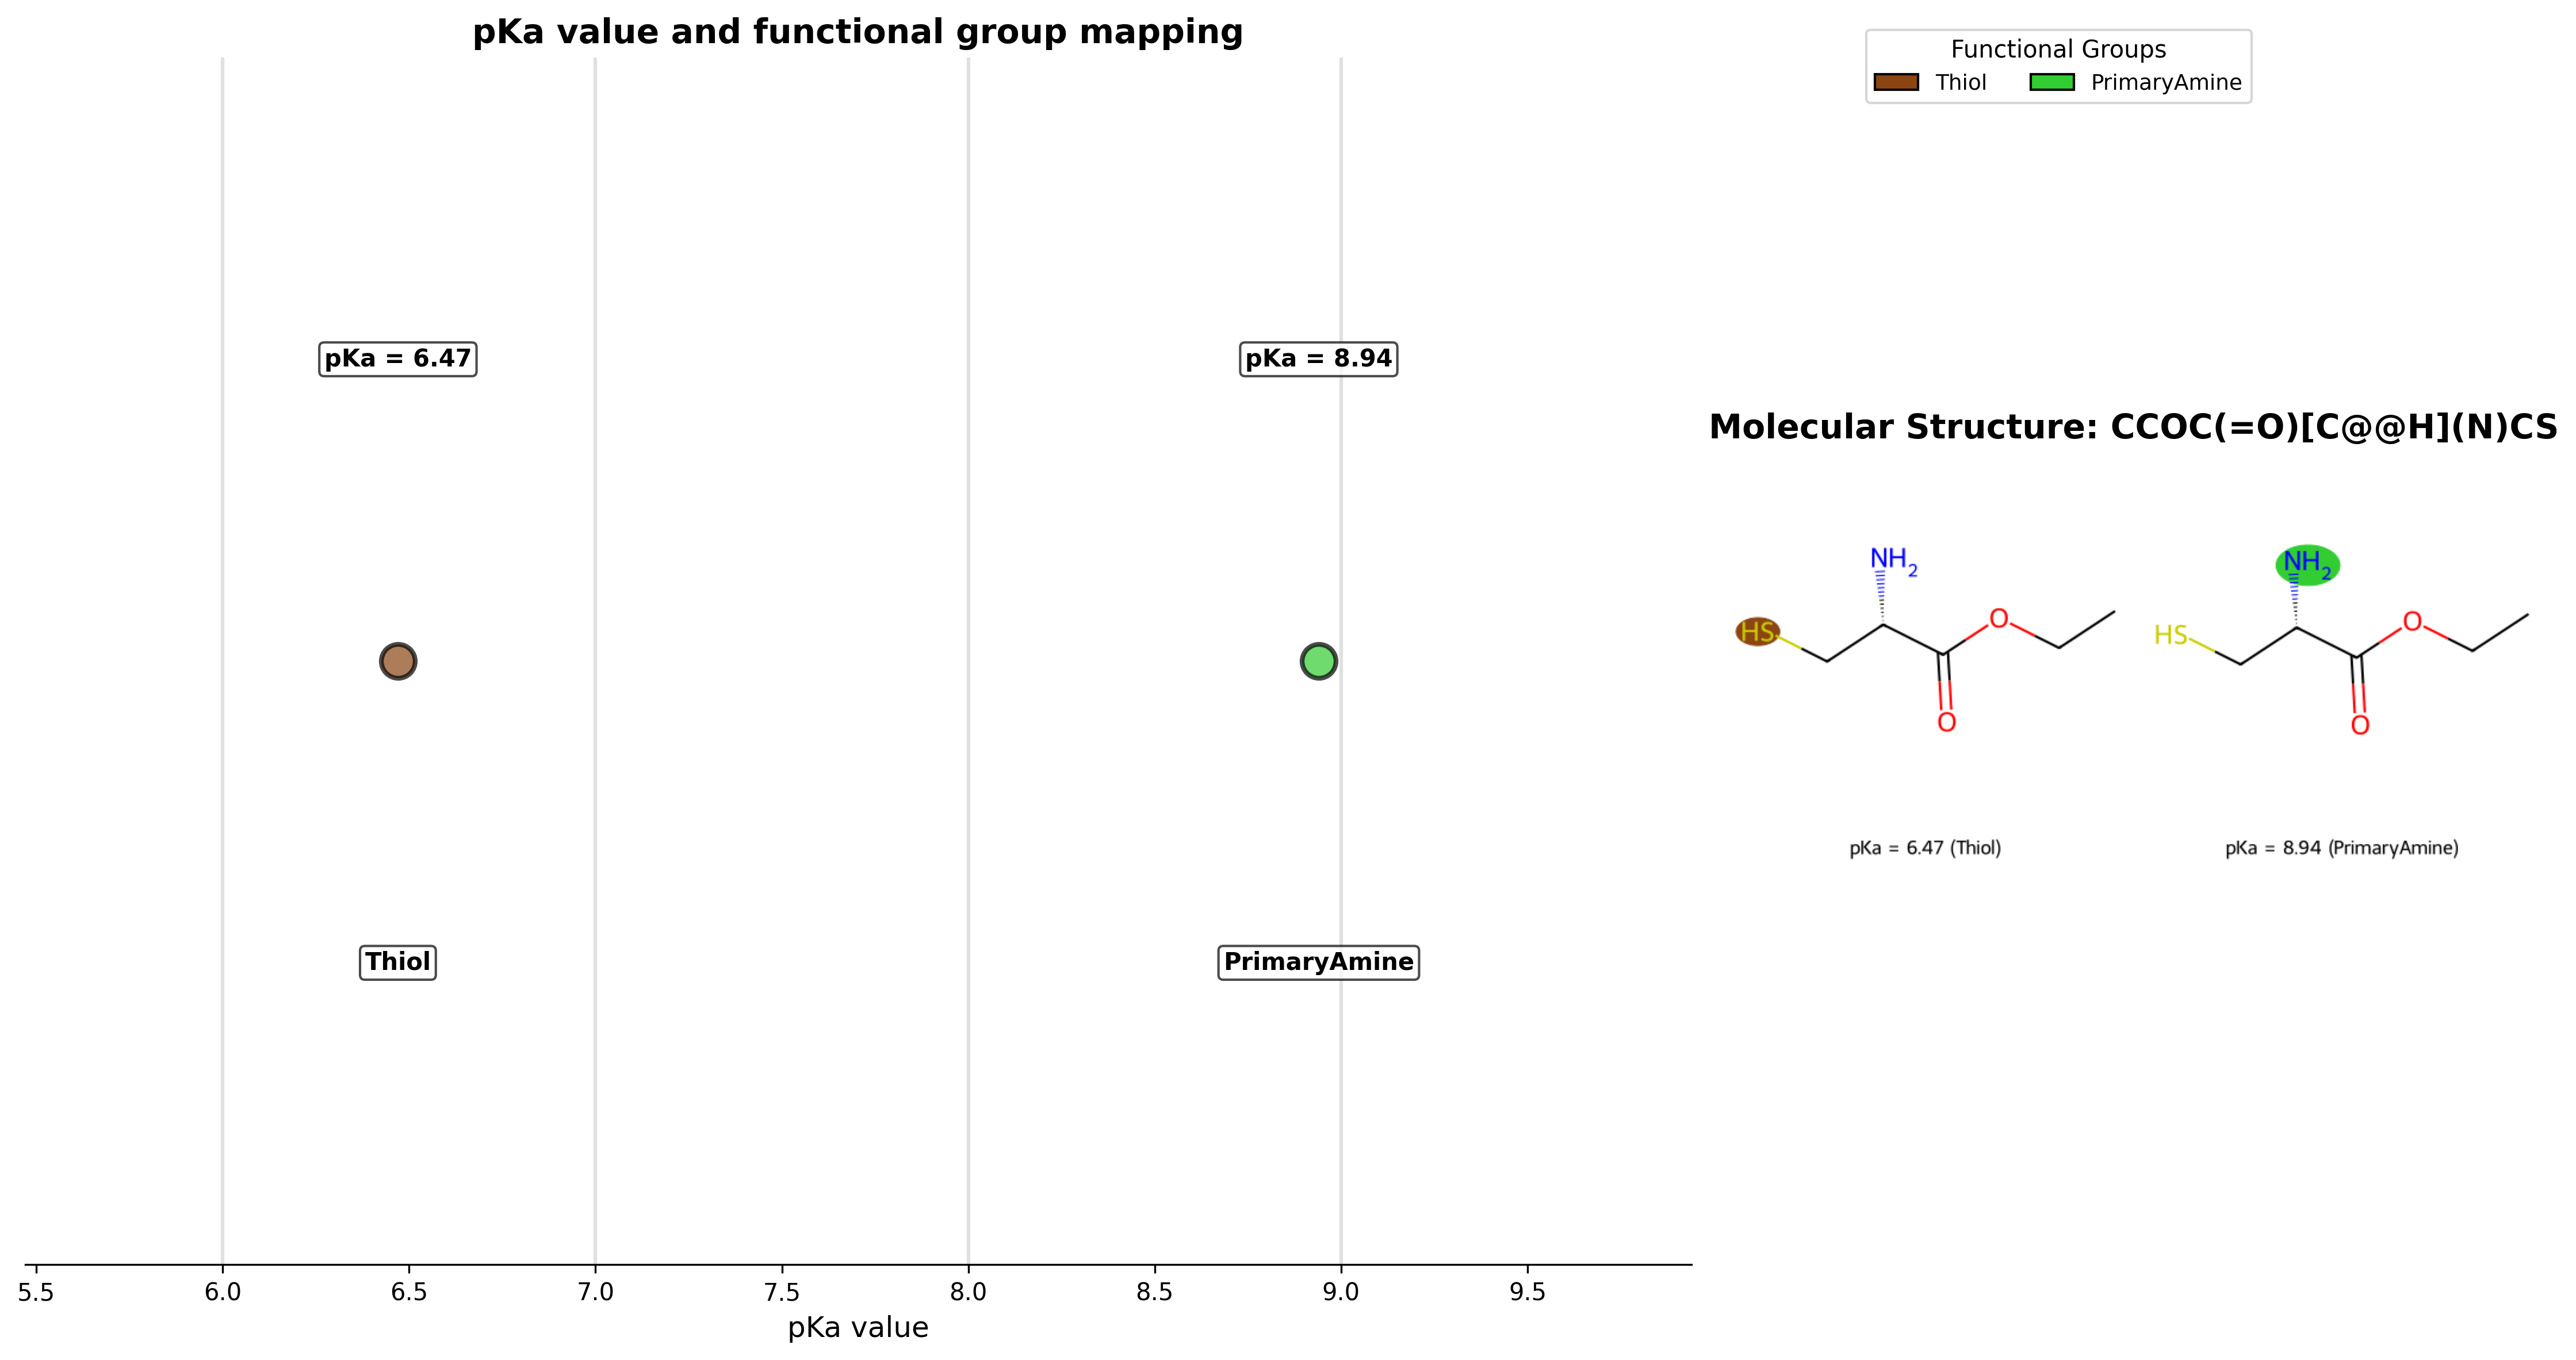 pKa value and functional group mapping
Functional Groups
Thiol
PrimaryAmine
pKa = 6.47
pKa = 8.94
Thiol
PrimaryAmine
5.5
6.0
6.5
7.0
7.5
8.0
8.5
9.0
9.5
pKa value
Molecular Structure: CCOC(=O)[C@@H](N)CS
NH2
HS
O
O
NH2
HS
O
O
pKa = 6.47 (Thiol)
pKa = 8.94 (PrimaryAmine)